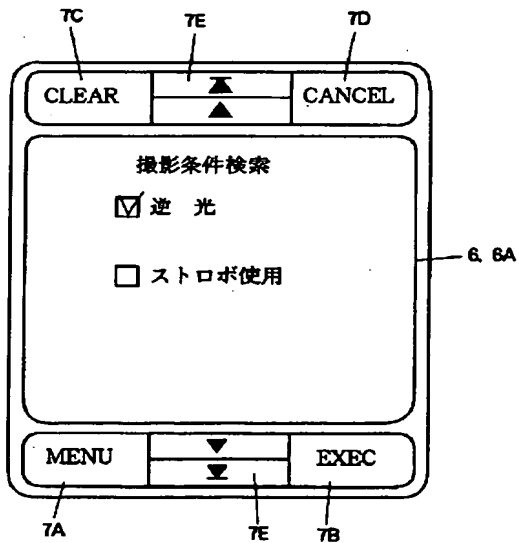 7C 7E 7D
CLEAR CANCEL
撮影条件検索
逆 光
6, 6A
ストロボ使用
MENU EXEC
7A 7E 7B